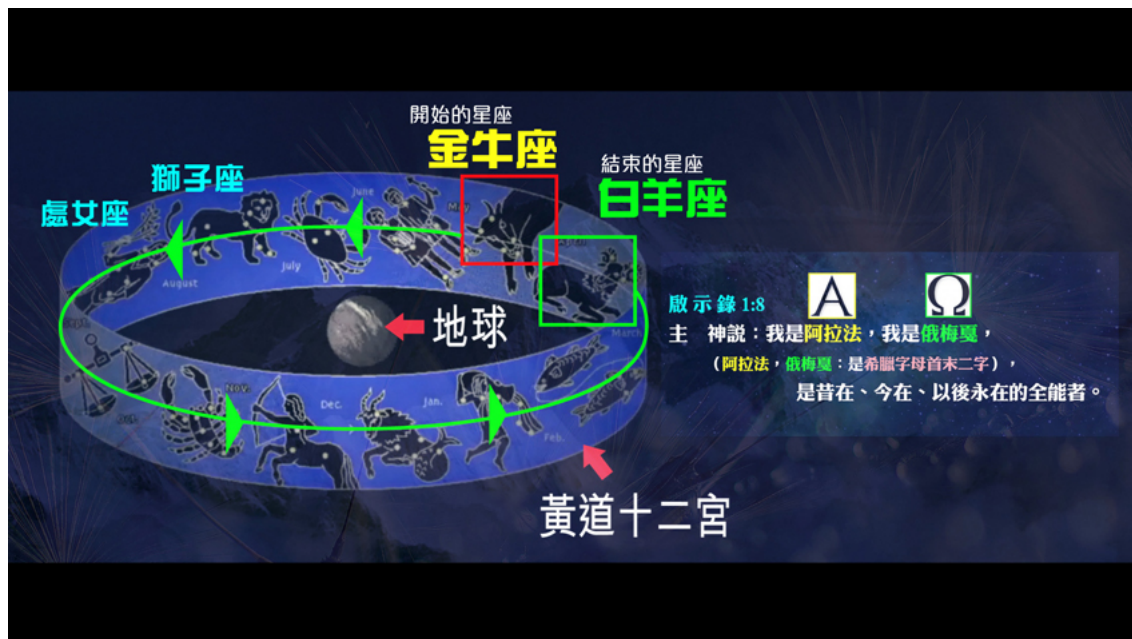 開始的星座
金牛座
結束的星座
白羊座
獅子座
處女座
June
May
July
August
March
Sept.
地球
Nov.
Dec.
Jan.
Feb.
黃道十二宮
Α Ω
啟示錄 1:8
主 神說：我是阿拉法，我是俄梅戛，
（阿拉法，俄梅戛：是希臘字母首末二字），
是昔在、今在、以後永在的全能者。